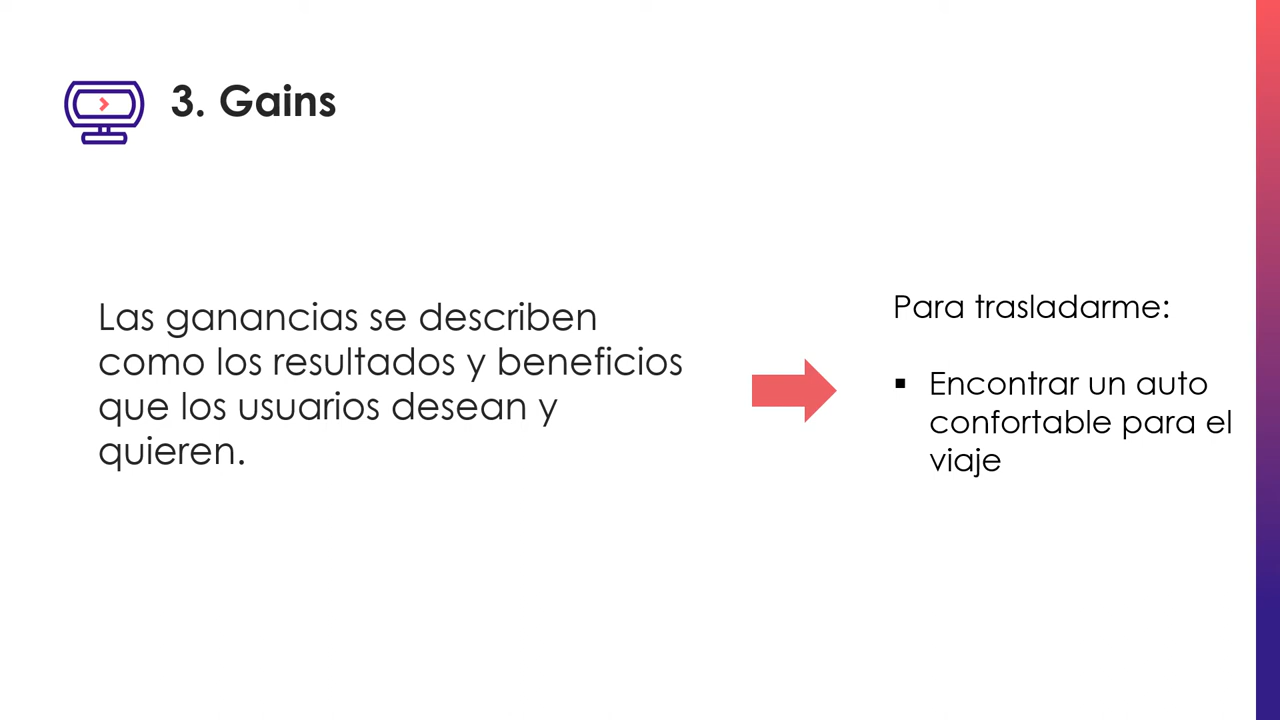 3. Gains
Las ganancias se describen
como los resultados y beneficios
que los usuarios desean y
quieren.
Para trasladarme:
▪ Encontrar un auto
confortable para el
viaje